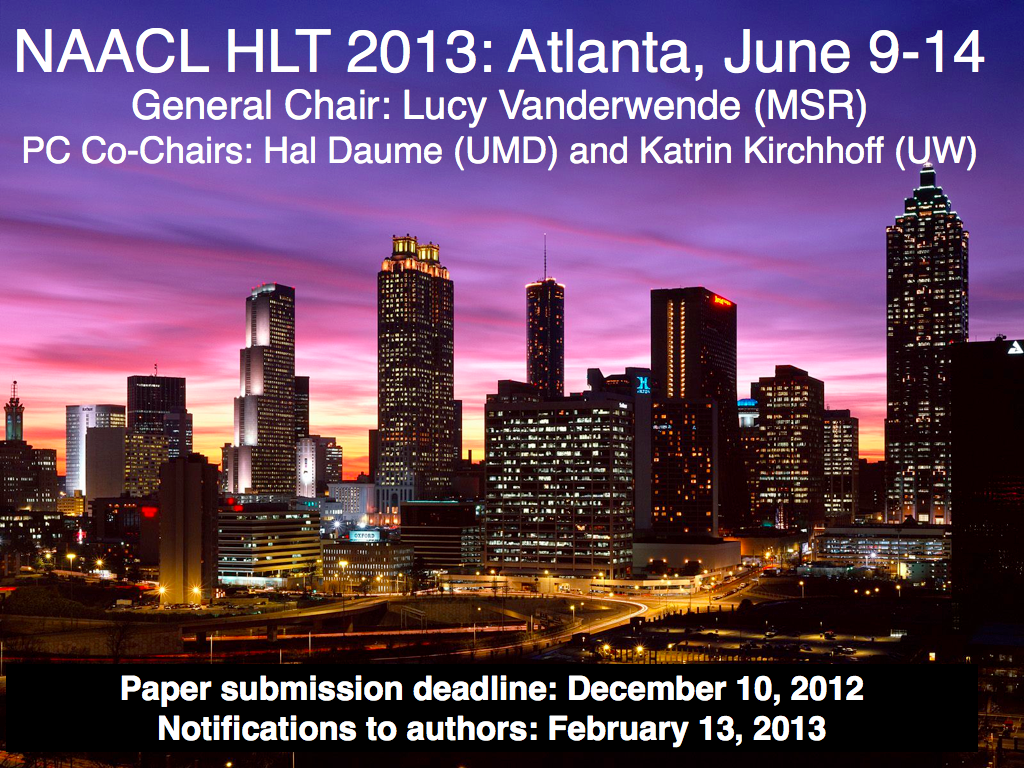 NAACL HLT 2013: Atlanta, June 9-14
General Chair: Lucy Vanderwende (MSR)
PC Co-Chairs: Hal Daume (UMD) and Katrin Kirchhoff (UW)
OXFORD
Paper submission deadline: December 10, 2012
Notifications to authors: February 13, 2013